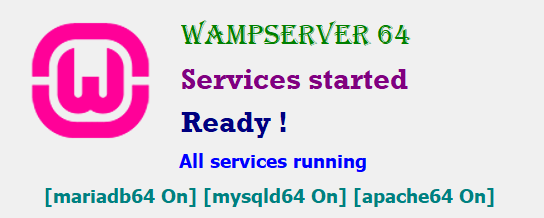 WAMPSERVER 64
Services started
Ready !
All services running
[mariadb64 On] [mysqld64 On] [apache64 On]